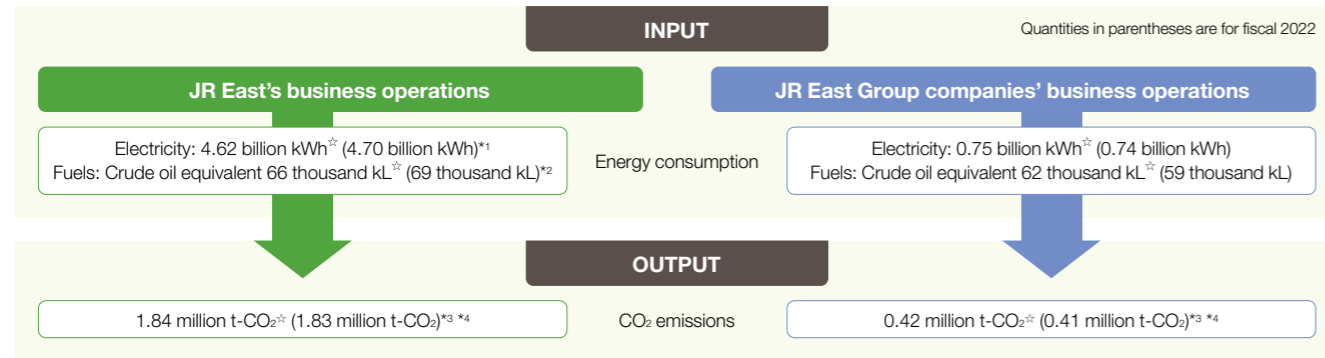 INPUT
Quantities in parentheses are for fiscal 2022
JR East's business operations
JR East Group companies' business operations
Electricity: 4.62 billion kWh☆ (4.70 billion kWh)*1
Fuels: Crude oil equivalent 66 thousand kL☆ (69 thousand kL)*2
Energy consumption
Electricity: 0.75 billion kWh☆ (0.74 billion kWh)
Fuels: Crude oil equivalent 62 thousand kL☆ (59 thousand kL)
OUTPUT
1.84 million t-CO₂☆ (1.83 million t-CO₂)*3 *4
CO₂ emissions
0.42 million t-CO₂☆ (0.41 million t-CO₂)*3 *4